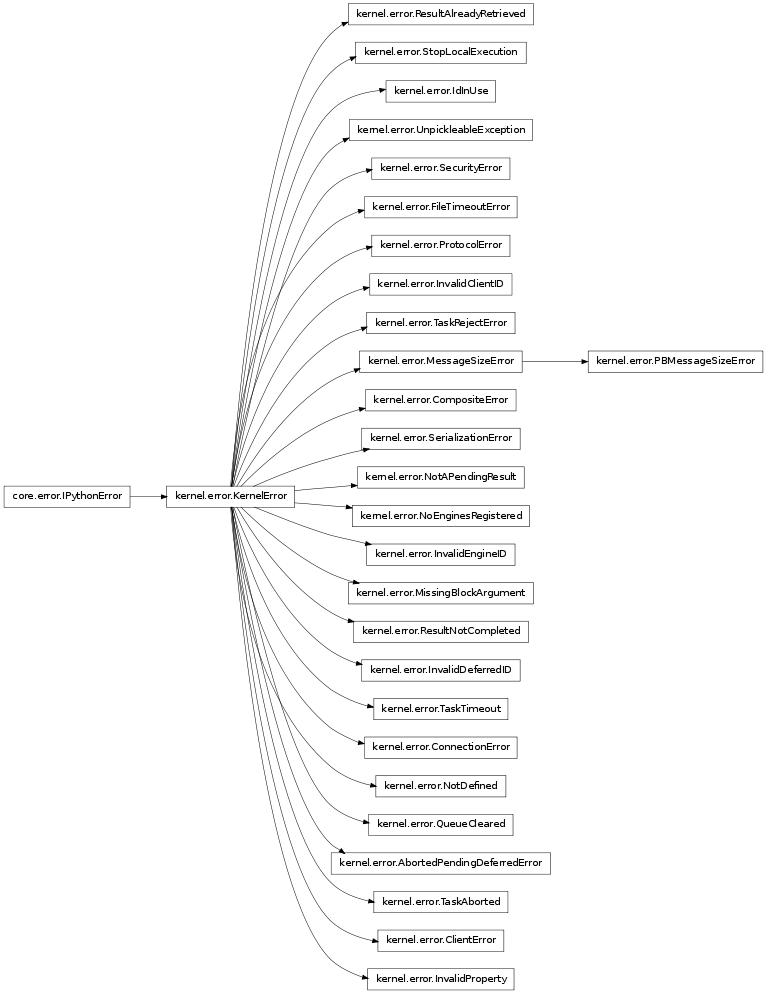 kernel.error.ResultAlreadyRetrieved
kernel.error.StopLocalExecution
kernel.error.IdInUse
kernel.error.UnpickleableException
kernel.error.SecurityError
kernel.error.FileTimeoutError
kernel.error.ProtocolError
kernel.error.InvalidClientID
kernel.error.TaskRejectError
kernel.error.MessageSizeError
kernel.error.PBMessageSizeError
kernel.error.CompositeError
kernel.error.SerializationError
kernel.error.NotAPendingResult
core.error.IPythonError
kernel.error.KernelError
kernel.error.NoEnginesRegistered
kernel.error.InvalidEngineID
kernel.error.MissingBlockArgument
kernel.error.ResultNotCompleted
kernel.error.InvalidDeferredID
kernel.error.TaskTimeout
kernel.error.ConnectionError
kernel.error.NotDefined
kernel.error.QueueCleared
kernel.error.AbortedPendingDeferredError
kernel.error.TaskAborted
kernel.error.ClientError
kernel.error.InvalidProperty